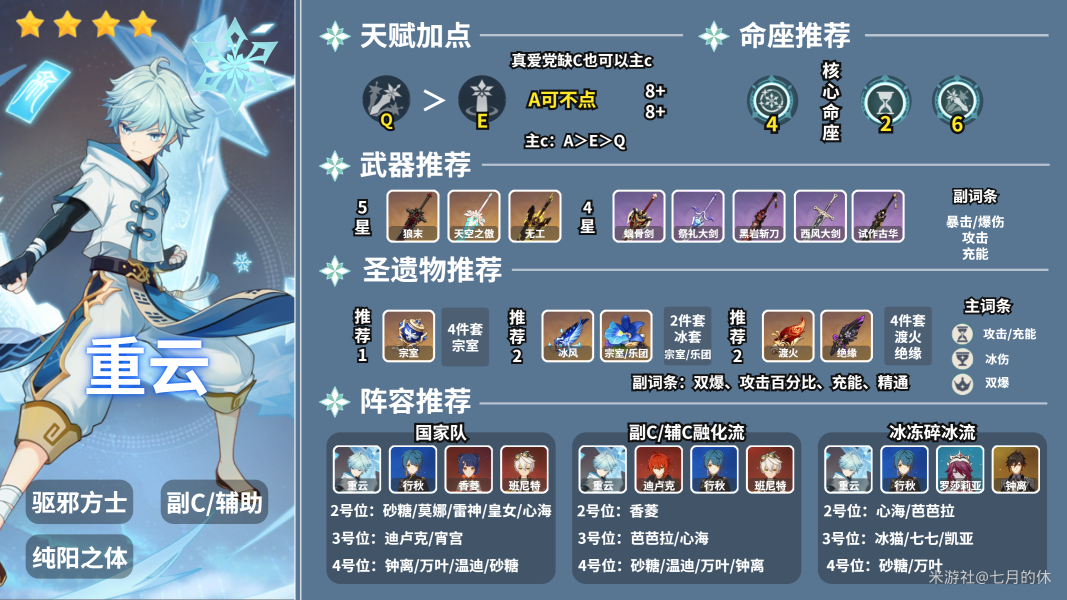 重云
驱邪方士
副C/辅助
纯阳之体
天赋加点
真爱党缺C也可以主c
Q
>
E
A可不点
8+
8+
主c：A＞E＞Q
命座推荐
4
核心命座
2
6
武器推荐
5星
狼末
天空之傲
无工
4星
螭骨剑
祭礼大剑
黑岩斩刀
西风大剑
试作古华
副词条
暴击/爆伤
攻击
充能
圣遗物推荐
推荐1
宗室
4件套
宗室
推荐2
冰风
宗室/乐团
2件套
冰套
宗室/乐团
推荐2
渡火
绝缘
4件套
渡火
绝缘
主词条
攻击/充能
冰伤
双爆
副词条：双爆、攻击百分比、充能、精通
阵容推荐
国家队
重云
行秋
香菱
班尼特
2号位：砂糖/莫娜/雷神/皇女/心海
3号位：迪卢克/宵宫
4号位：钟离/万叶/温迪/砂糖
副C/辅C融化流
重云
迪卢克
行秋
班尼特
2号位：香菱
3号位：芭芭拉/心海
4号位：砂糖/温迪/万叶/钟离
冰冻碎冰流
重云
行秋
罗莎莉亚
钟离
2号位：心海/芭芭拉
3号位：冰猫/七七/凯亚
4号位：砂糖/万叶
米游社@七月的休